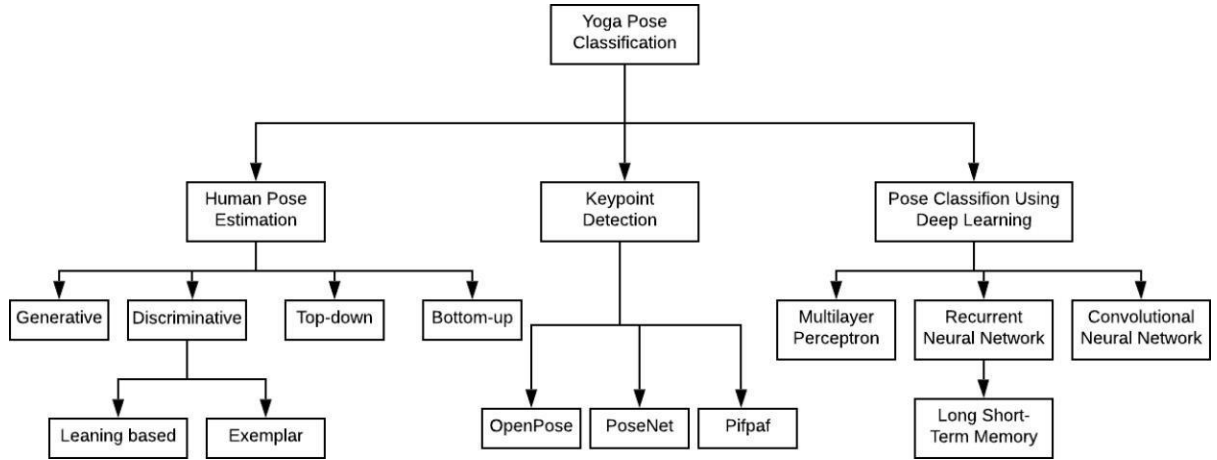 Yoga Pose
Classification
Human Pose
Estimation
Keypoint
Detection
Pose Classifion Using
Deep Learning
Generative
Discriminative
Top-down
Bottom-up
Multilayer
Perceptron
Recurrent
Neural Network
Convolutional
Neural Network
Leaning based
Exemplar
OpenPose
PoseNet
Pifpaf
Long Short-
Term Memory